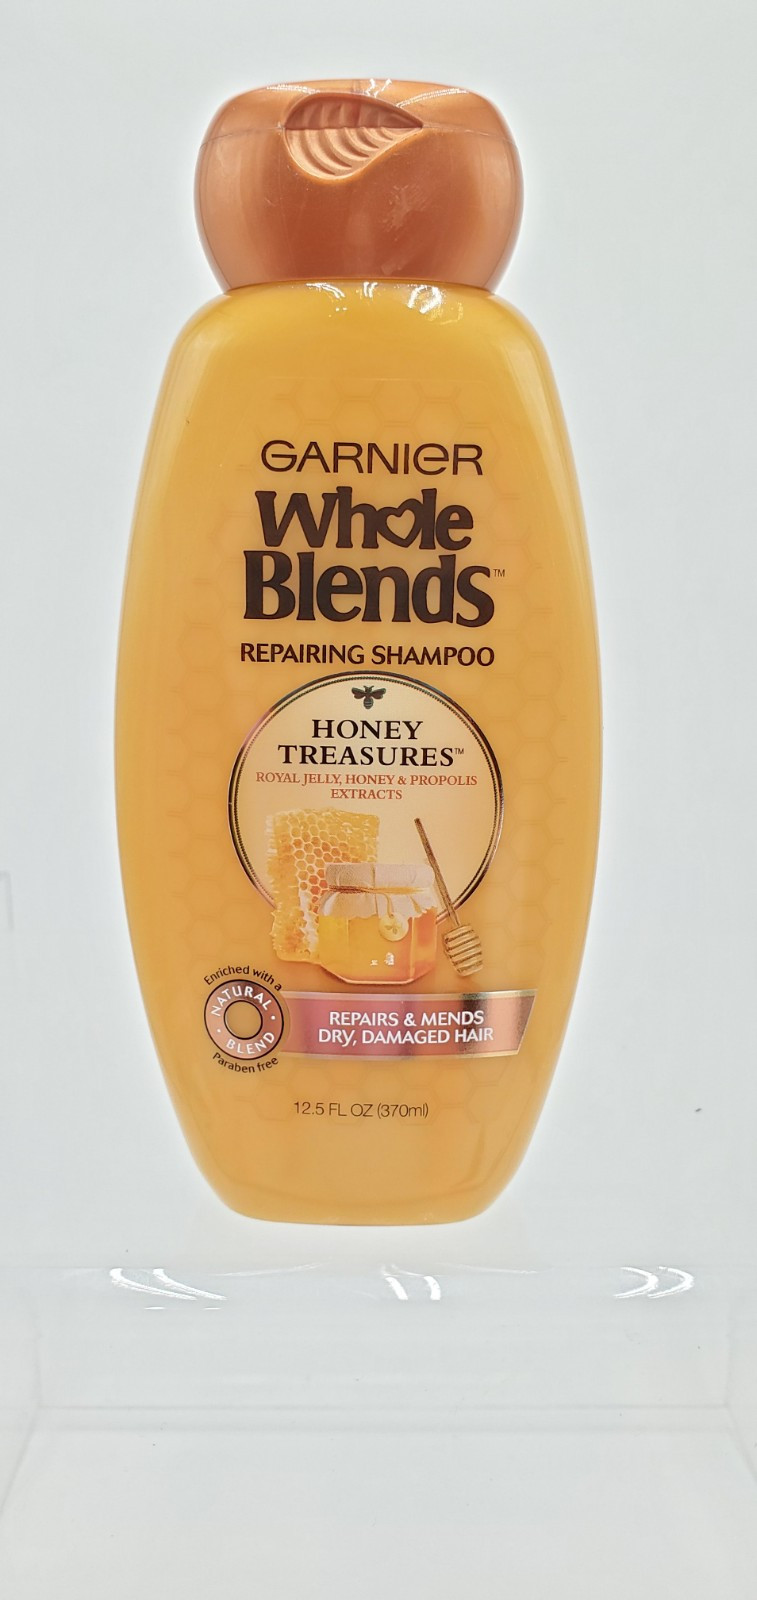 GARNIER
Whole
Blends™
REPAIRING SHAMPOO
HONEY
TREASURES™
ROYAL JELLY, HONEY & PROPOLIS
EXTRACTS
Enriched with a
NATURAL
BLEND
Paraben free
REPAIRS & MENDS
DRY, DAMAGED HAIR
12.5 FL OZ (370ml)